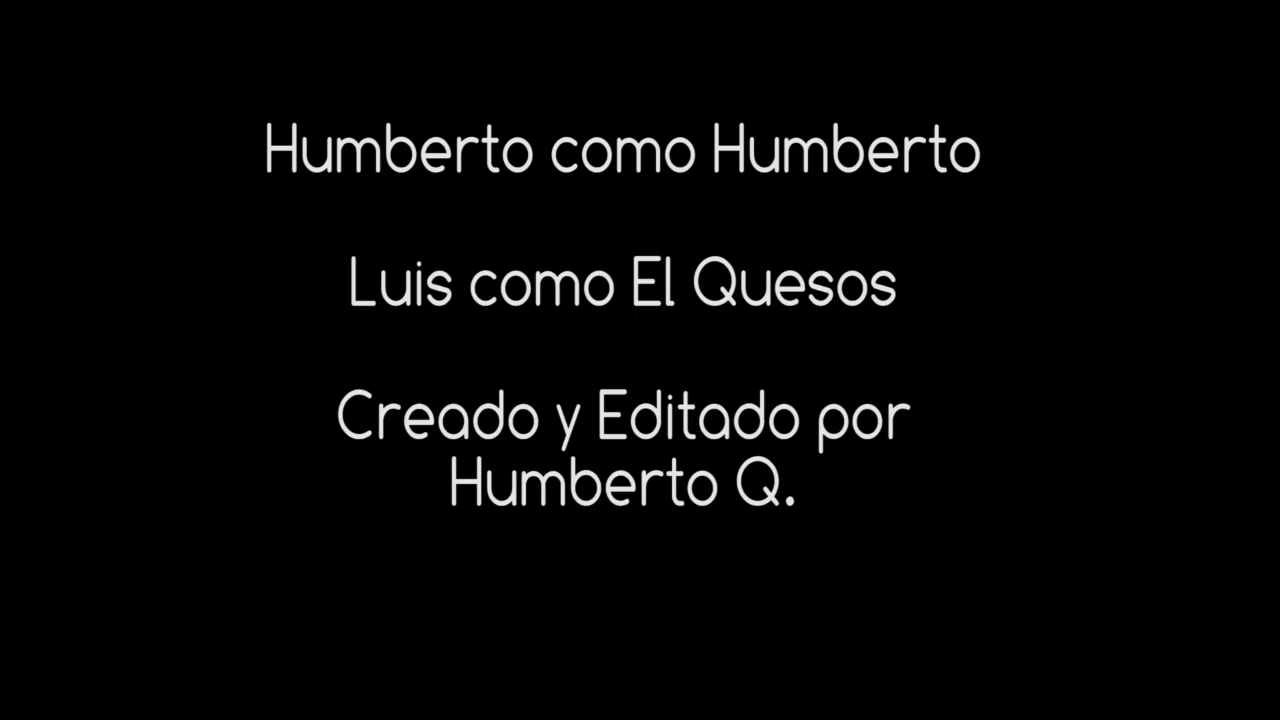 Humberto como Humberto
Luis como El Quesos
Creado y Editado por
Humberto Q.